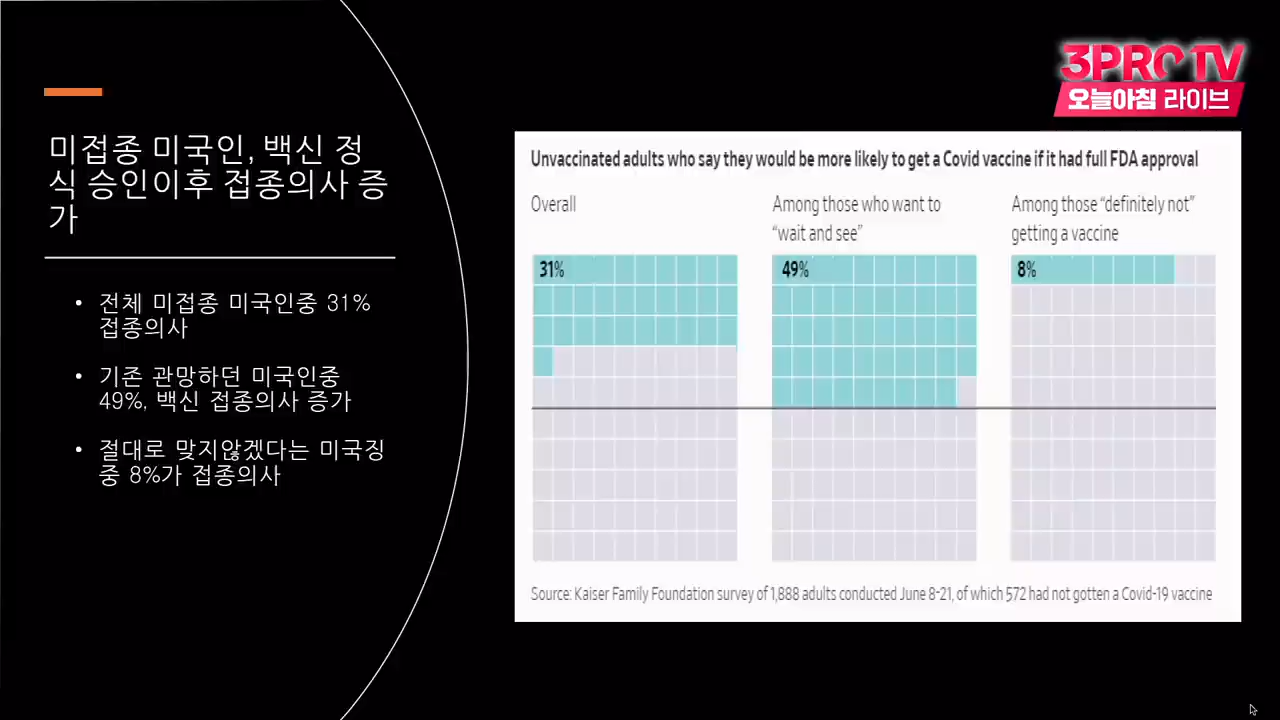 3PROTV
오늘아침 라이브
미접종 미국인, 백신 정
식 승인이후 접종의사 증
가
• 전체 미접종 미국인중 31%
접종의사
• 기존 관망하던 미국인중
49%, 백신 접종의사 증가
• 절대로 맞지않겠다는 미국징
중 8%가 접종의사
Unvaccinated adults who say they would be more likely to get a Covid vaccine if it had full FDA approval
Overall
31%
Among those who want to
“wait and see”
49%
Among those “definitely not”
getting a vaccine
8%
Source: Kaiser Family Foundation survey of 1,888 adults conducted June 8-21, of which 572 had not gotten a Covid-19 vaccine